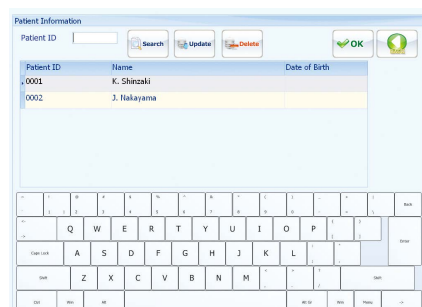 Patient Information
Patient ID Search Update Delete OK
Patient ID Name Date of Birth
0001 K. Shinzaki
0002 J. Nakayama
Back
Q W E R T Y U I O P
Enter
Caps Lock A S D F G H J K L
Shift Z X C V B N M Shift
Ctrl Win Alt Alt Gr Win Menu